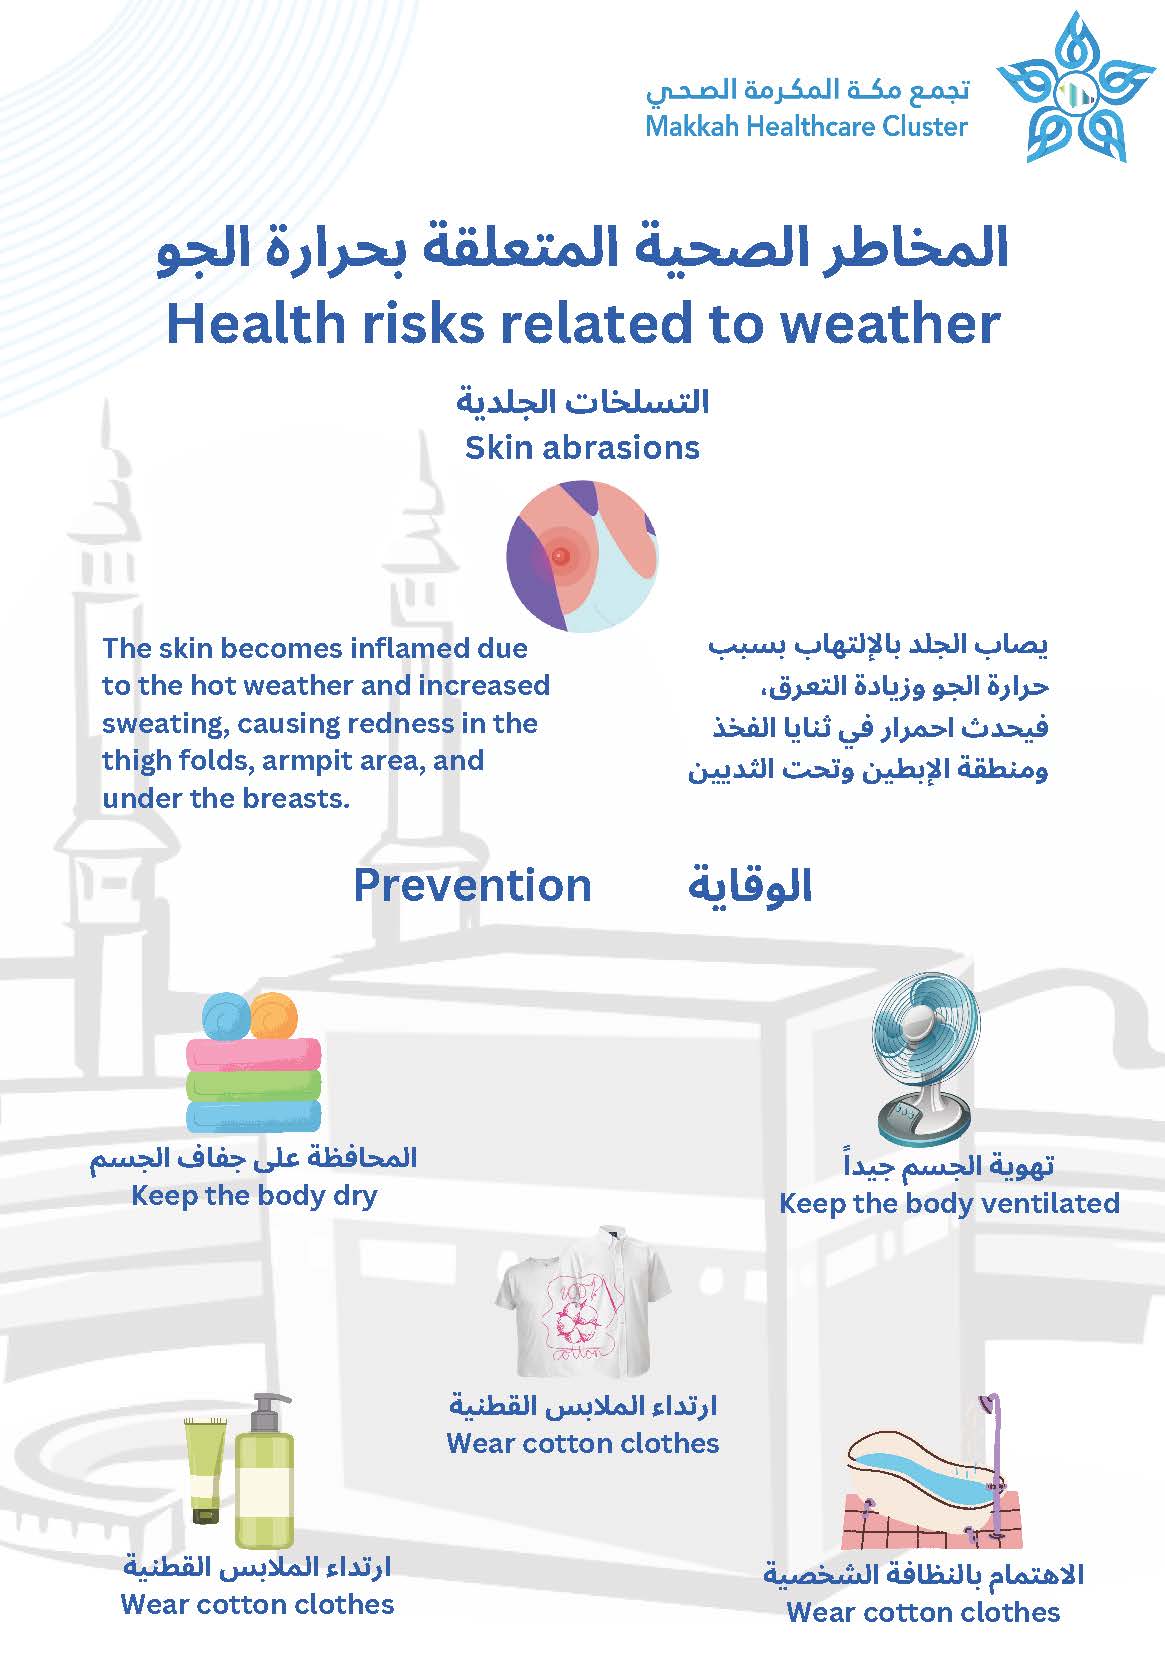 تجمع مكة المكرمة الصحي
Makkah Healthcare Cluster
المخاطر الصحية المتعلقة بحرارة الجو
Health risks related to weather
التسلخات الجلدية
Skin abrasions
The skin becomes inflamed due
to the hot weather and increased
sweating, causing redness in the
thigh folds, armpit area, and
under the breasts.
يصاب الجلد بالإلتهاب بسبب
حرارة الجو وزيادة التعرق،
فيحدث احمرار في ثنايا الفخذ
ومنطقة الإبطين وتحت الثديين
Prevention
الوقاية
المحافظة على جفاف الجسم
Keep the body dry
تهوية الجسم جيداً
Keep the body ventilated
100%
cotton
ارتداء الملابس القطنية
Wear cotton clothes
ارتداء الملابس القطنية
Wear cotton clothes
الاهتمام بالنظافة الشخصية
Wear cotton clothes